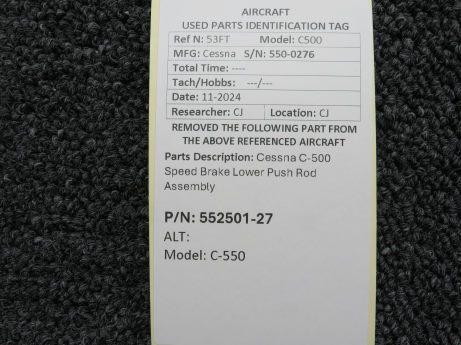 AIRCRAFT
USED PARTS IDENTIFICATION TAG
Ref N: 53FT Model: C500
MFG: Cessna S/N: 550-0276
Total Time: ----
Tach/Hobbs: ---/---
Date: 11-2024
Researcher: CJ Location: CJ
REMOVED THE FOLLOWING PART FROM
THE ABOVE REFERENCED AIRCRAFT
Parts Description: Cessna C-500
Speed Brake Lower Push Rod
Assembly
P/N: 552501-27
ALT:
Model: C-550